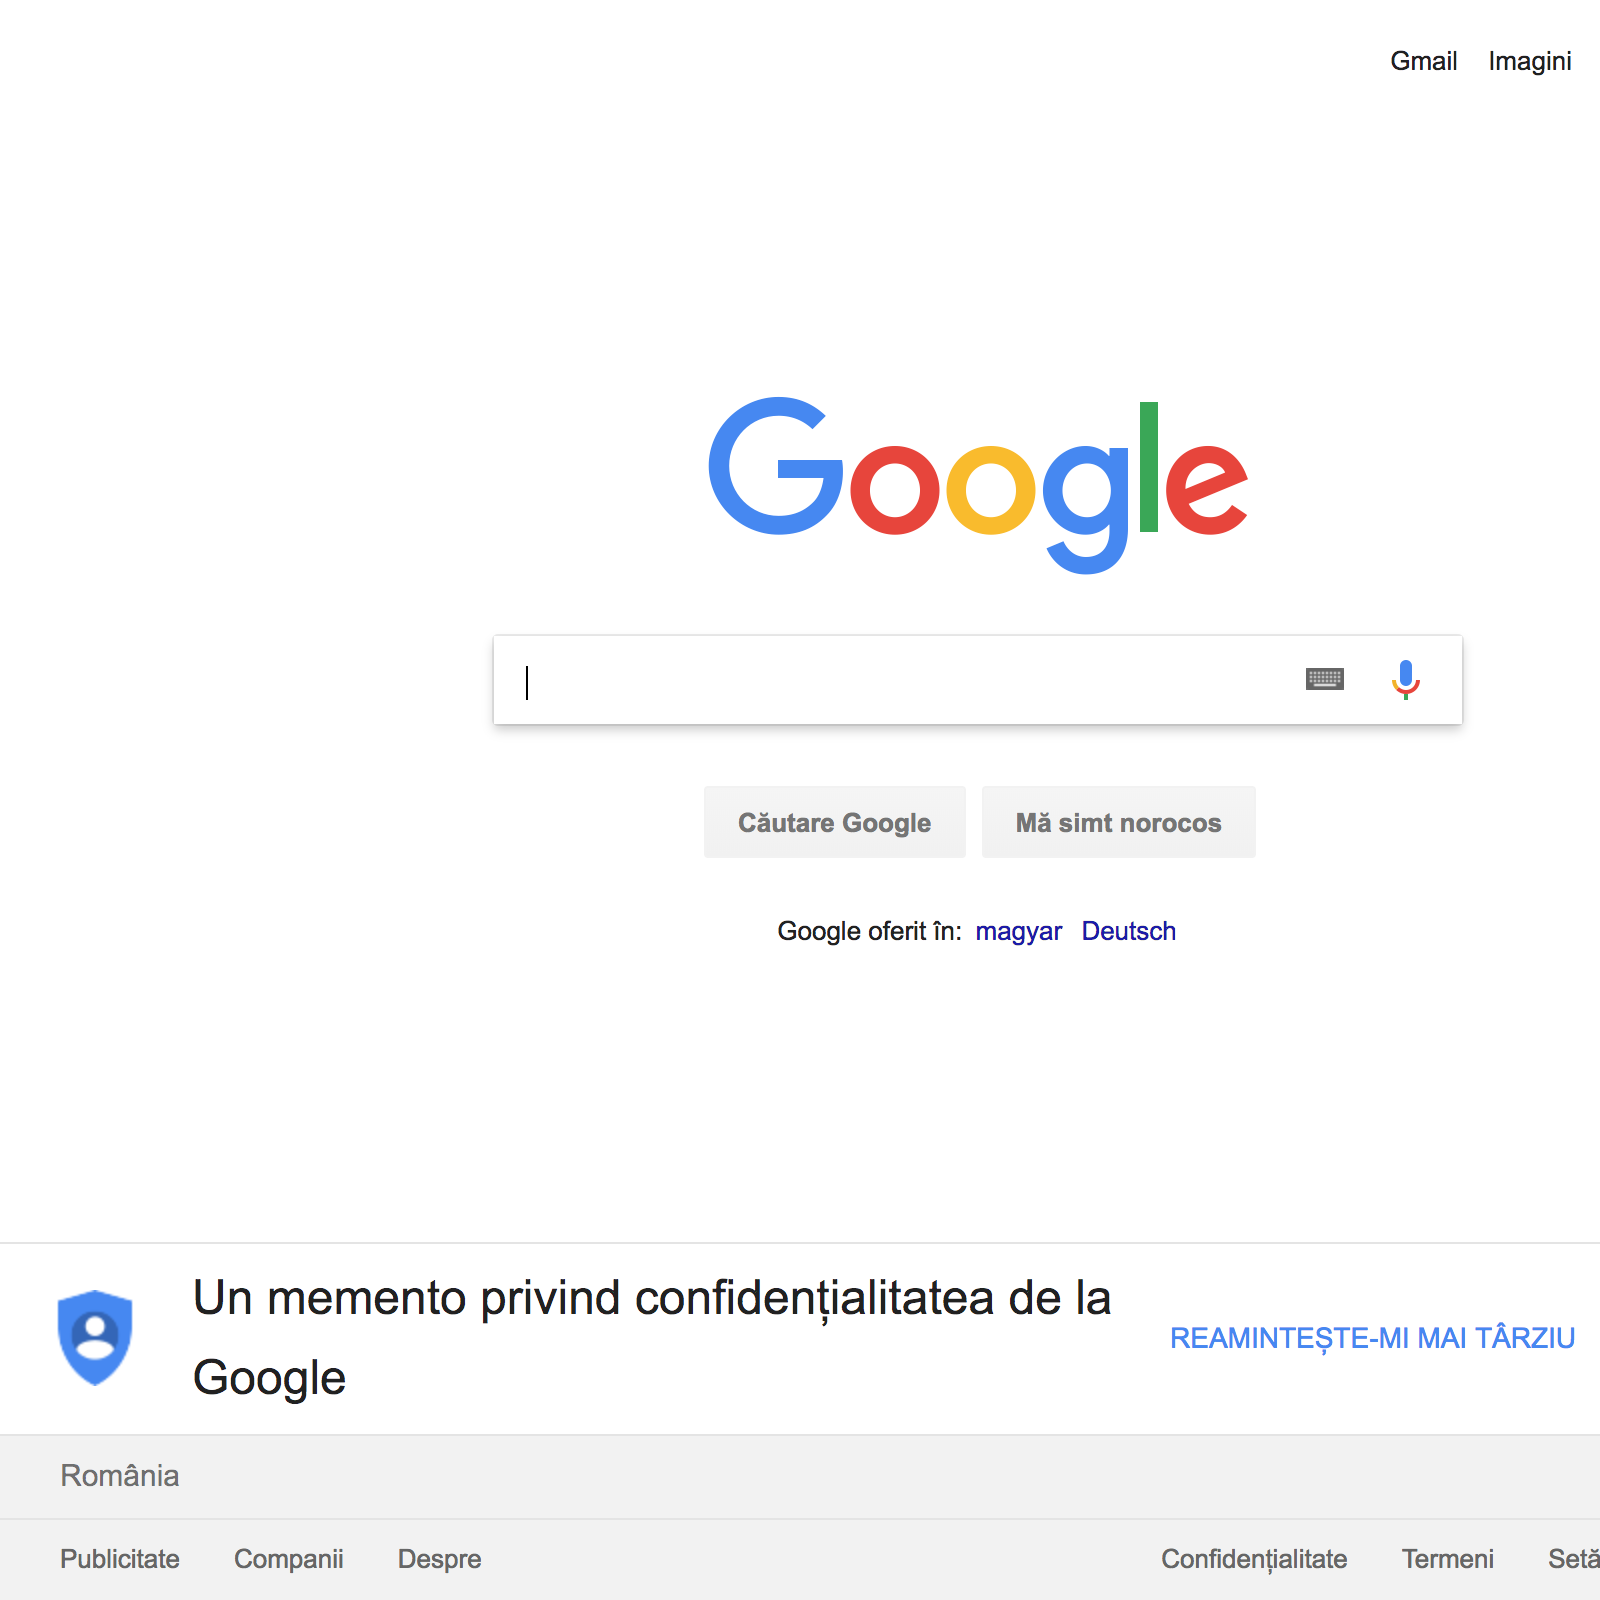 Gmail Imagini
Google
Căutare Google Mă simt norocos
Google oferit în: magyar Deutsch
Un memento privind confidențialitatea de la
Google
REAMINTEȘTE-MI MAI TÂRZIU
România
Publicitate Companii Despre Confidențialitate Termeni Setă